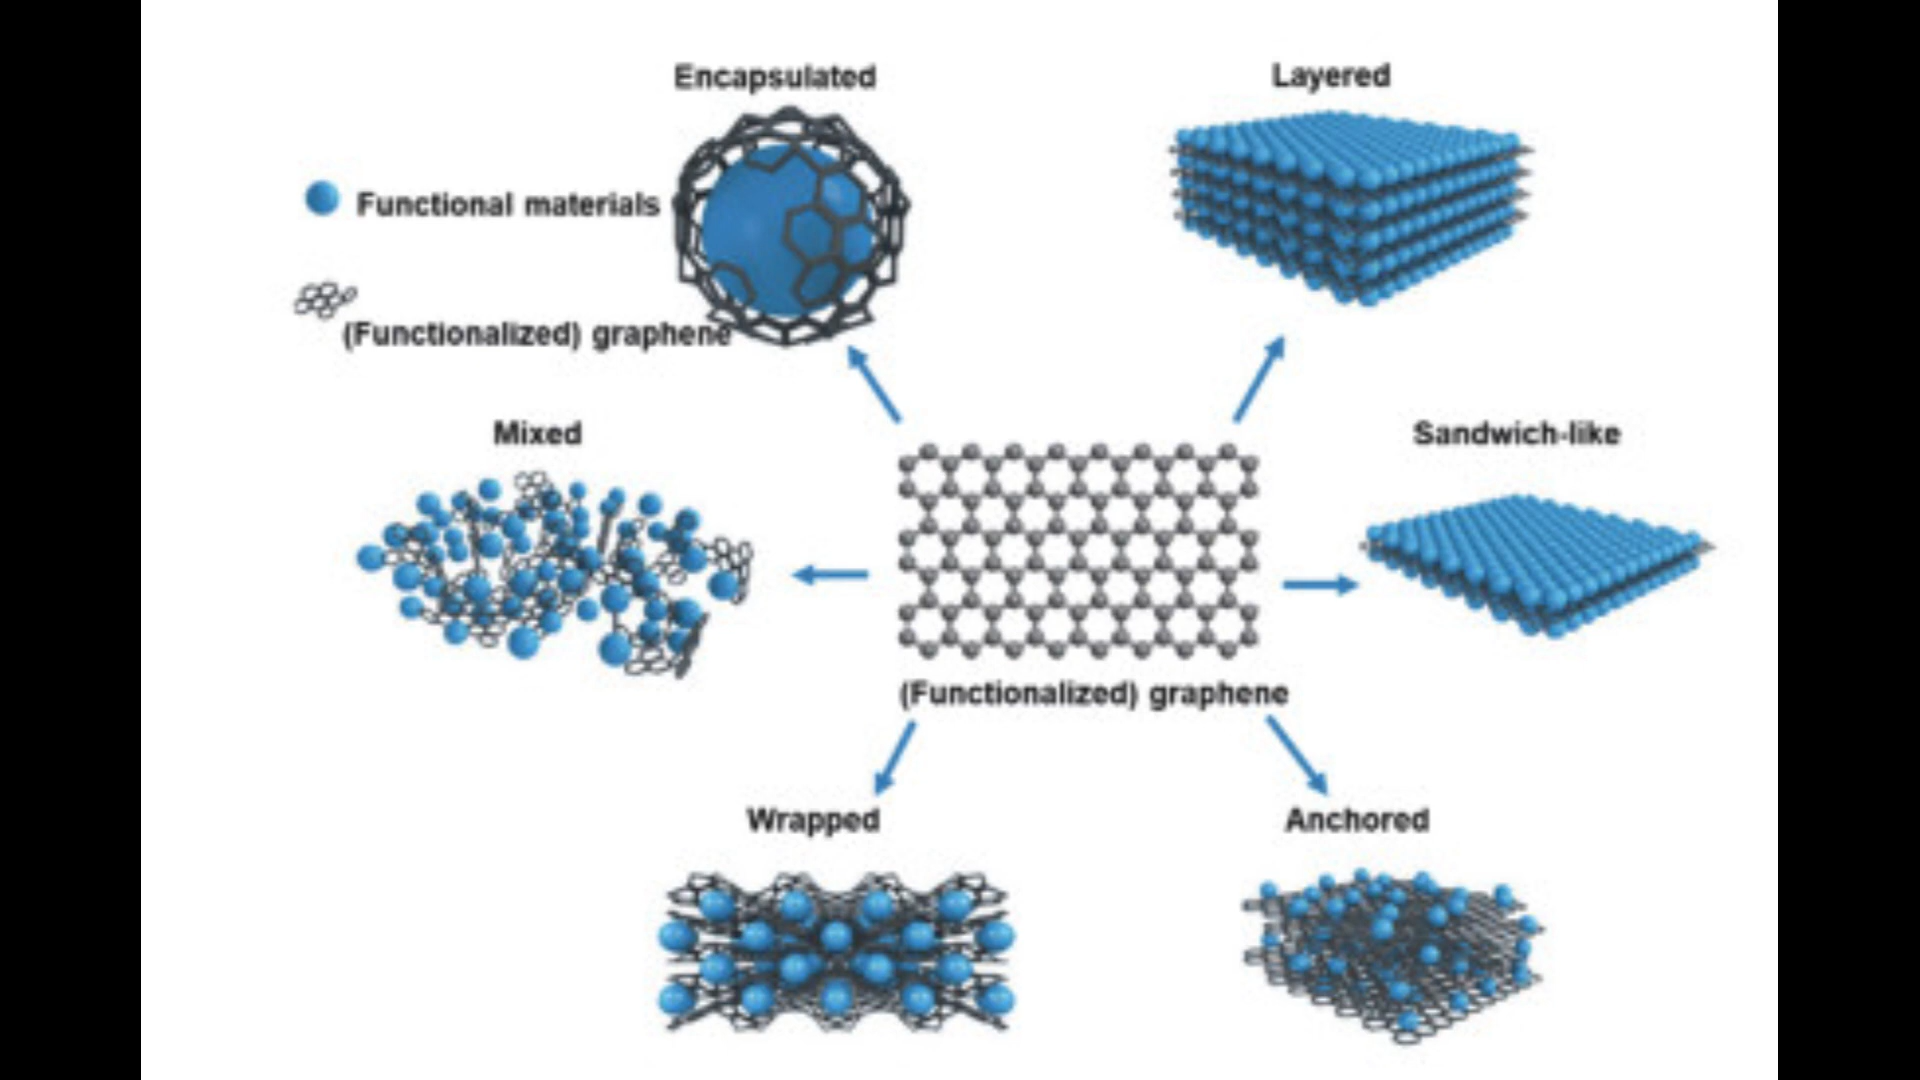 Encapsulated
Layered
Functional materials
(Functionalized) graphene
Mixed
Sandwich-like
(Functionalized) graphene
Wrapped
Anchored